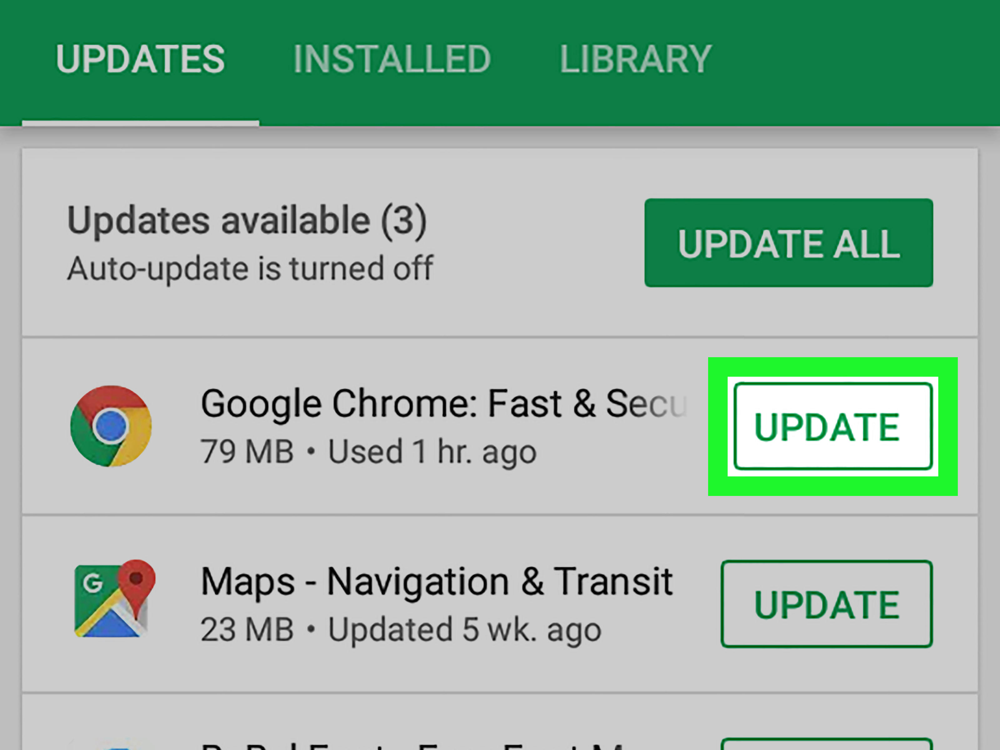 UPDATES INSTALLED LIBRARY
Updates available (3)
Auto-update is turned off
UPDATE ALL
Google Chrome: Fast & Secu
79 MB • Used 1 hr. ago
UPDATE
G
Maps - Navigation & Transit
23 MB • Updated 5 wk. ago
UPDATE